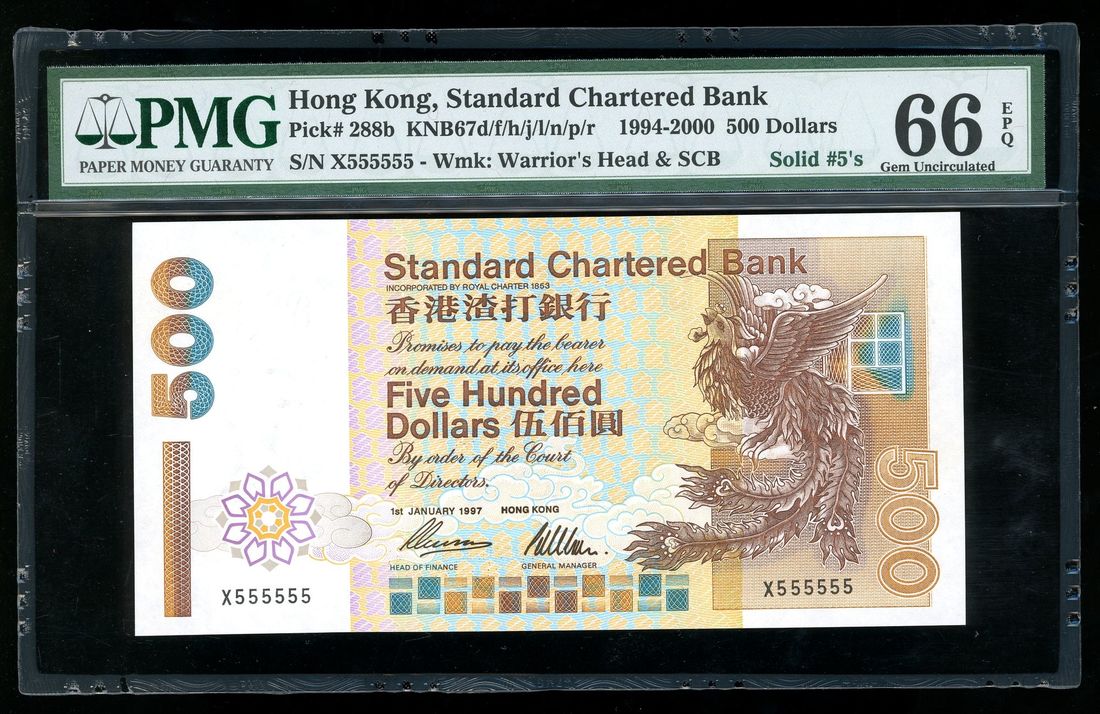 PMG
PAPER MONEY GUARANTY
Hong Kong, Standard Chartered Bank
Pick# 288b KNB67d/f/h/j/l/n/p/r 1994-2000 500 Dollars
S/N X555555 - Wmk: Warrior's Head & SCB Solid #5's
66
EPQ
Gem Uncirculated
500
Standard Chartered Bank
INCORPORATED BY ROYAL CHARTER 1853
香港渣打銀行
Promises to pay the bearer
on demand at its office here
Five Hundred
Dollars 伍佰圓
By order of the Court
of Directors.
1st JANUARY 1997 HONG KONG
HEAD OF FINANCE GENERAL MANAGER
X555555
X555555
500